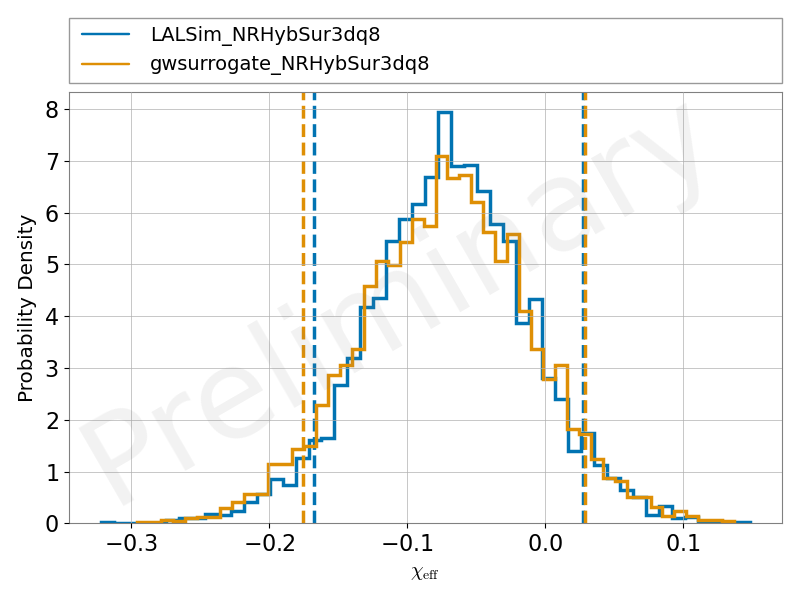 LALSim_NRHybSur3dq8
gwsurrogate_NRHybSur3dq8
Preliminary
Probability Density
8
7
6
5
4
3
2
1
0
−0.3 −0.2 −0.1 0.0 0.1
χeff